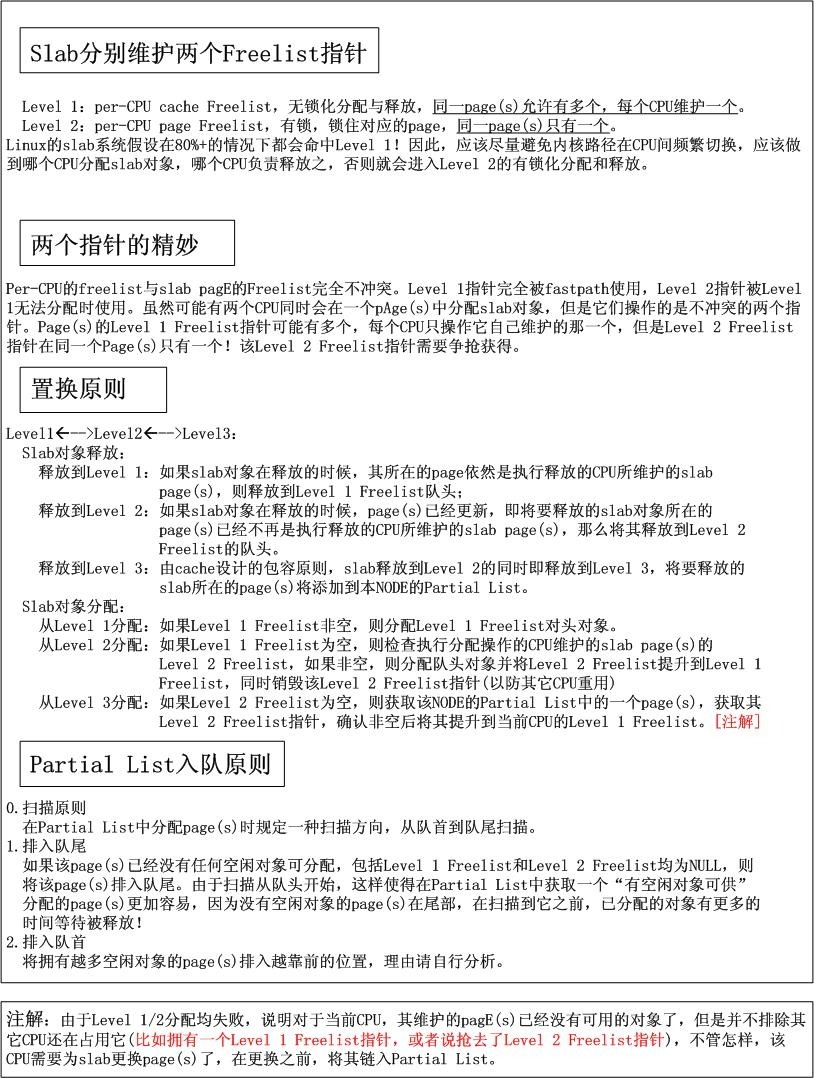 Slab分别维护两个Freelist指针
Level 1：per-CPU cache Freelist，无锁化分配与释放，同一page(s)允许有多个，每个CPU维护一个。
Level 2：per-CPU page Freelist，有锁，锁住对应的page，同一page(s)只有一个。
Linux的slab系统假设在80%+的情况下都会命中Level 1！因此，应该尽量避免内核路径在CPU间频繁切换，应该做
到哪个CPU分配slab对象，哪个CPU负责释放之，否则就会进入Level 2的有锁化分配和释放。
两个指针的精妙
Per-CPU的freelist与slab pagE的Freelist完全不冲突。Level 1指针完全被fastpath使用，Level 2指针被Level
1无法分配时使用。虽然可能有两个CPU同时会在一个pAge(s)中分配slab对象，但是它们操作的是不冲突的两个指
针。Page(s)的Level 1 Freelist指针可能有多个，每个CPU只操作它自己维护的那一个，但是Level 2 Freelist
指针在同一个Page(s)只有一个！该Level 2 Freelist指针需要争抢获得。
置换原则
Level1←-->Level2←-->Level3：
Slab对象释放：
释放到Level 1：如果slab对象在释放的时候，其所在的page依然是执行释放的CPU所维护的slab
page(s)，则释放到Level 1 Freelist队头；
释放到Level 2：如果slab对象在释放的时候，page(s)已经更新，即将要释放的slab对象所在的
page(s)已经不再是执行释放的CPU所维护的slab page(s)，那么将其释放到Level 2
Freelist的队头。
释放到Level 3：由cache设计的包容原则，slab释放到Level 2的同时即释放到Level 3，将要释放的
slab所在的page(s)将添加到本NODE的Partial List。
Slab对象分配：
从Level 1分配：如果Level 1 Freelist非空，则分配Level 1 Freelist对头对象。
从Level 2分配：如果Level 1 Freelist为空，则检查执行分配操作的CPU维护的slab page(s)的
Level 2 Freelist，如果非空，则分配队头对象并将Level 2 Freelist提升到Level 1
Freelist，同时销毁该Level 2 Freelist指针(以防其它CPU重用)
从Level 3分配：如果Level 2 Freelist为空，则获取该NODE的Partial List中的一个page(s)，获取其
Level 2 Freelist指针，确认非空后将其提升到当前CPU的Level 1 Freelist。[注解]
Partial List入队原则
0.扫描原则
在Partial List中分配page(s)时规定一种扫描方向，从队首到队尾扫描。
1.排入队尾
如果该page(s)已经没有任何空闲对象可分配，包括Level 1 Freelist和Level 2 Freelist均为NULL，则
将该page(s)排入队尾。由于扫描从队头开始，这样使得在Partial List中获取一个“有空闲对象可供”
分配的page(s)更加容易，因为没有空闲对象的page(s)在尾部，在扫描到它之前，已分配的对象有更多的
时间等待被释放！
2.排入队首
将拥有越多空闲对象的page(s)排入越靠前的位置，理由请自行分析。
注解：由于Level 1/2分配均失败，说明对于当前CPU，其维护的pagE(s)已经没有可用的对象了，但是并不排除其
它CPU还在占用它(比如拥有一个Level 1 Freelist指针，或者说抢去了Level 2 Freelist指针)，不管怎样，该
CPU需要为slab更换page(s)了，在更换之前，将其链入Partial List。